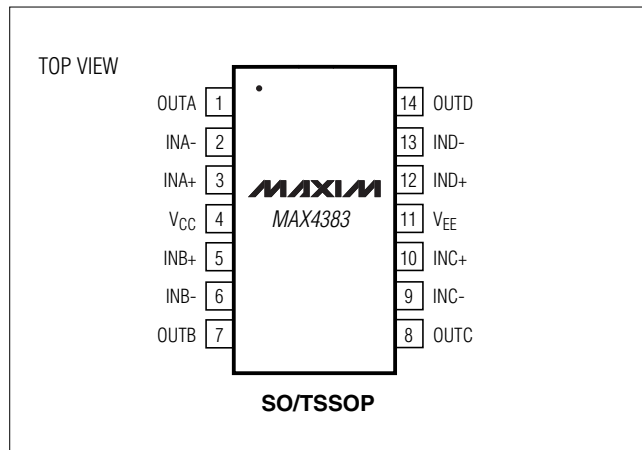 TOP VIEW
OUTA 1 14 OUTD
INA- 2 13 IND-
INA+ 3 12 IND+
MAXIM
VCC 4 MAX4383 11 VEE
INB+ 5 10 INC+
INB- 6 9 INC-
OUTB 7 8 OUTC
SO/TSSOP